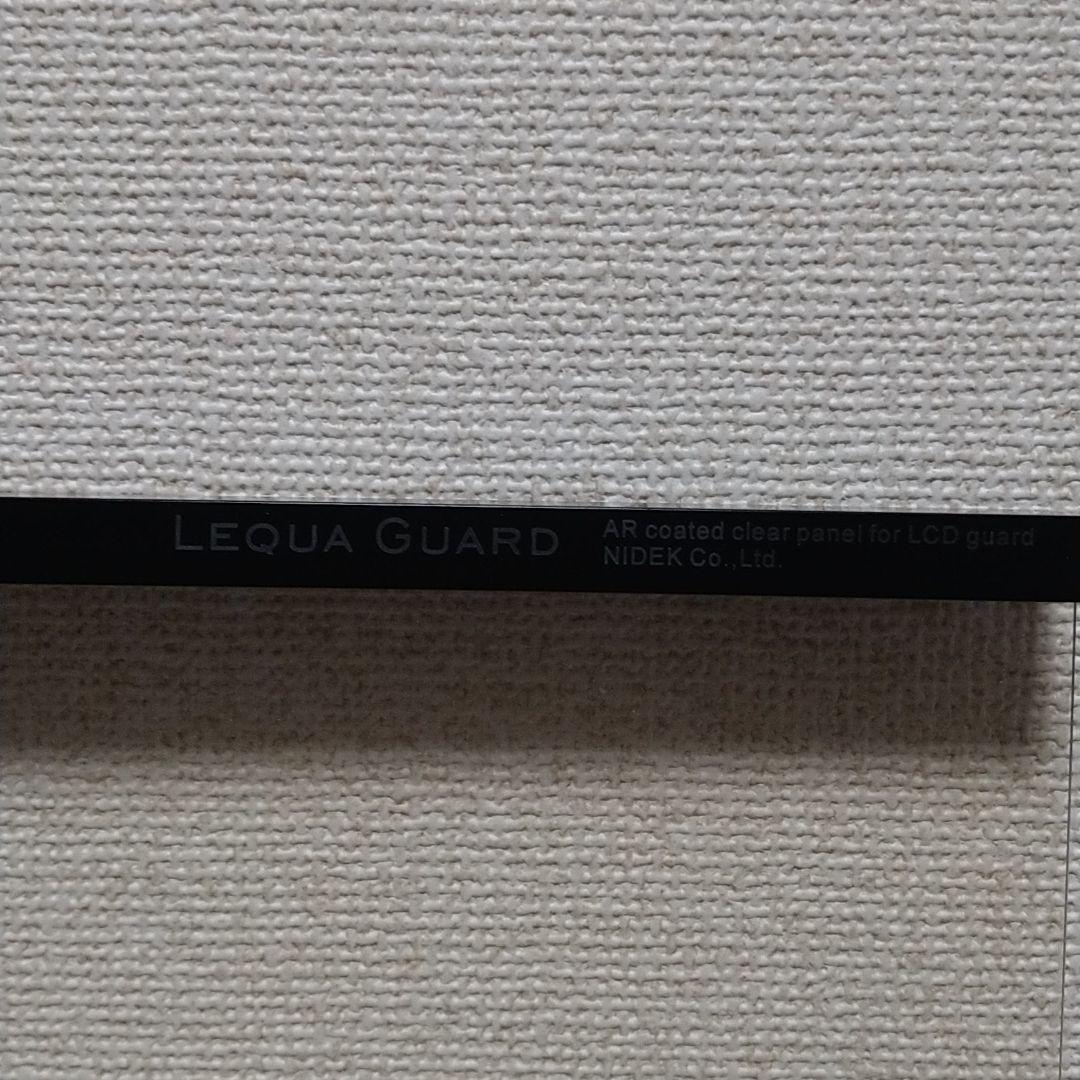 LEQUA GUARD
AR coated clear panel for LCD guard
NIDEK Co.,Ltd.